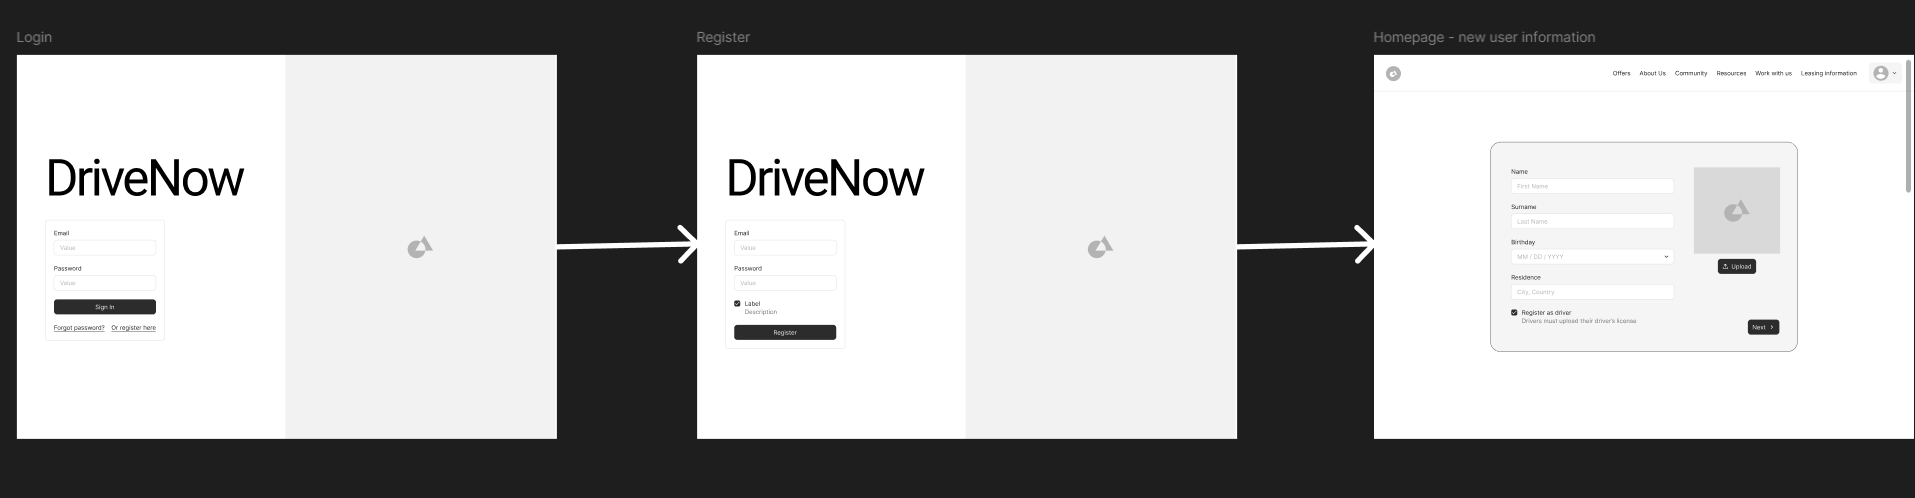 Login
DriveNow
Email
Value
Password
Value
Sign In
Forgot password? Or register here
Register
DriveNow
Email
Value
Password
Value
Label
Description
Register
Homepage - new user information
Offers About Us Community Resources Work with us Leasing information
Name
First Name
Surname
Last Name
Birthday
MM / DD / YYYY
Residence
City, Country
Register as driver
Drivers must upload their driver's license
Upload
Next